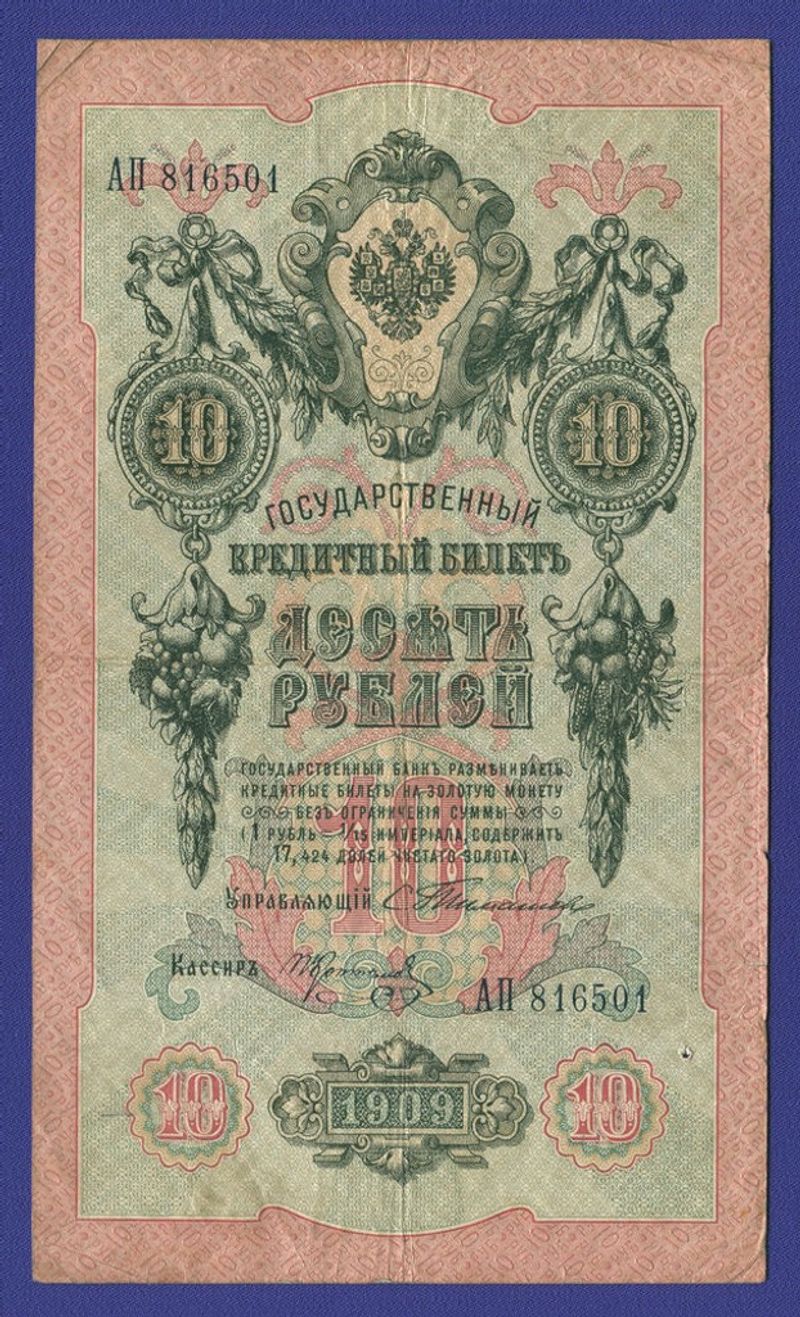 АП 816501
10 10
ГОСУДАРСТВЕННЫЙ
КРЕДИТНЫЙ БИЛЕТЪ
ДЕСЯТЬ
РУБЛЕЙ
ГОСУДАРСТВЕННЫЙ БАНКЪ РАЗМѢНИВАЕТЪ
КРЕДИТНЫЕ БИЛЕТЫ НА ЗОЛОТУЮ МОНЕТУ
БЕЗЪ ОГРАНИЧЕНІЯ СУММЫ
(1 РУБЛЬ = 1/15 ИМПЕРІАЛА, СОДЕРЖИТЪ
17,424 ДОЛЕЙ ЧИСТАГО ЗОЛОТА)
10
УПРАВЛЯЮЩІЙ
КАССИРЪ
АП 816501
10 1909 10